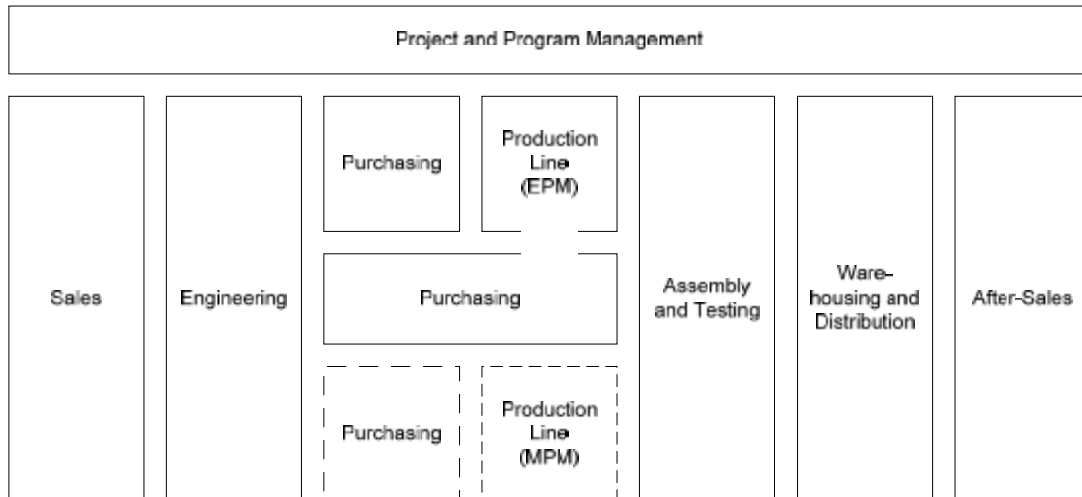 Project and Program Management
Sales
Engineering
Purchasing
Production
Line
(EPM)
Purchasing
Purchasing
Production
Line
(MPM)
Assembly
and Testing
Ware-
housing and
Distribution
After-Sales